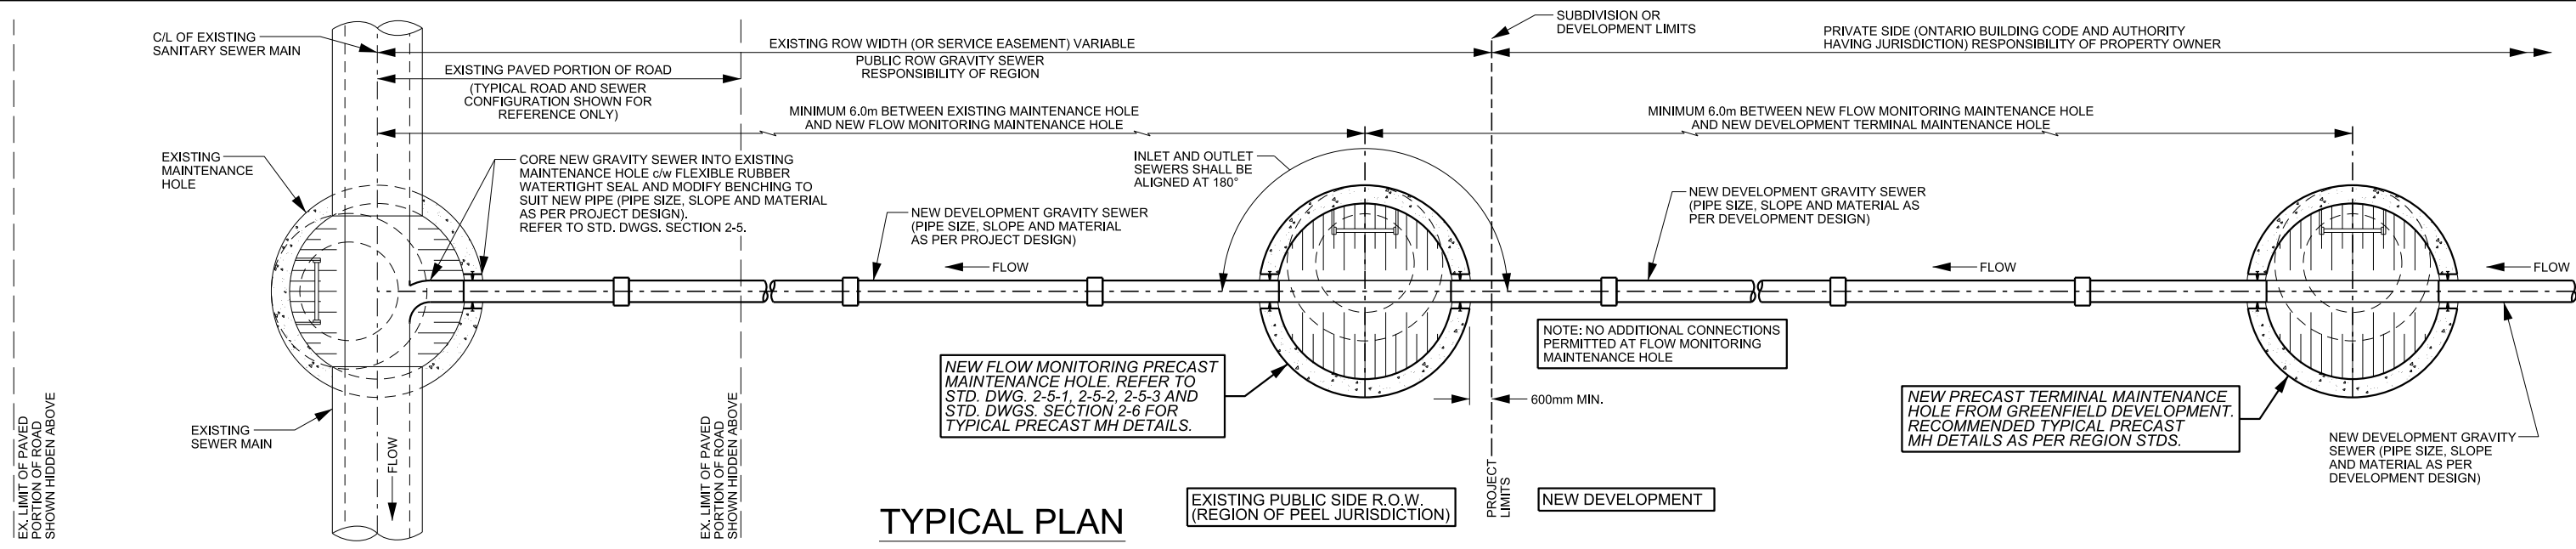 C/L OF EXISTING
SANITARY SEWER MAIN
EXISTING ROW WIDTH (OR SERVICE EASEMENT) VARIABLE
PUBLIC ROW GRAVITY SEWER
RESPONSIBILITY OF REGION
SUBDIVISION OR
DEVELOPMENT LIMITS
PRIVATE SIDE (ONTARIO BUILDING CODE AND AUTHORITY
HAVING JURISDICTION) RESPONSIBILITY OF PROPERTY OWNER
EXISTING PAVED PORTION OF ROAD
(TYPICAL ROAD AND SEWER
CONFIGURATION SHOWN FOR
REFERENCE ONLY)
MINIMUM 6.0m BETWEEN EXISTING MAINTENANCE HOLE
AND NEW FLOW MONITORING MAINTENANCE HOLE
MINIMUM 6.0m BETWEEN NEW FLOW MONITORING MAINTENANCE HOLE
AND NEW DEVELOPMENT TERMINAL MAINTENANCE HOLE
EXISTING
MAINTENANCE
HOLE
CORE NEW GRAVITY SEWER INTO EXISTING
MAINTENANCE HOLE c/w FLEXIBLE RUBBER
WATERTIGHT SEAL AND MODIFY BENCHING TO
SUIT NEW PIPE (PIPE SIZE, SLOPE AND MATERIAL
AS PER PROJECT DESIGN).
REFER TO STD. DWGS. SECTION 2-5.
INLET AND OUTLET
SEWERS SHALL BE
ALIGNED AT 180°
NEW DEVELOPMENT GRAVITY SEWER
(PIPE SIZE, SLOPE AND MATERIAL
AS PER PROJECT DESIGN)
NEW DEVELOPMENT GRAVITY SEWER
(PIPE SIZE, SLOPE AND MATERIAL AS
PER DEVELOPMENT DESIGN)
FLOW
FLOW
FLOW
NOTE: NO ADDITIONAL CONNECTIONS
PERMITTED AT FLOW MONITORING
MAINTENANCE HOLE
NEW FLOW MONITORING PRECAST
MAINTENANCE HOLE. REFER TO
STD. DWG. 2-5-1, 2-5-2, 2-5-3 AND
STD. DWGS. SECTION 2-6 FOR
TYPICAL PRECAST MH DETAILS.
600mm MIN.
NEW PRECAST TERMINAL MAINTENANCE
HOLE FROM GREENFIELD DEVELOPMENT.
RECOMMENDED TYPICAL PRECAST
MH DETAILS AS PER REGION STDS.
EXISTING
SEWER MAIN
FLOW
NEW DEVELOPMENT GRAVITY
SEWER (PIPE SIZE, SLOPE
AND MATERIAL AS PER
DEVELOPMENT DESIGN)
EX. LIMIT OF PAVED
PORTION OF ROAD
SHOWN HIDDEN ABOVE
EX. LIMIT OF PAVED
PORTION OF ROAD
SHOWN HIDDEN ABOVE
TYPICAL PLAN
EXISTING PUBLIC SIDE R.O.W.
(REGION OF PEEL JURISDICTION)
PROJECT
LIMITS
NEW DEVELOPMENT